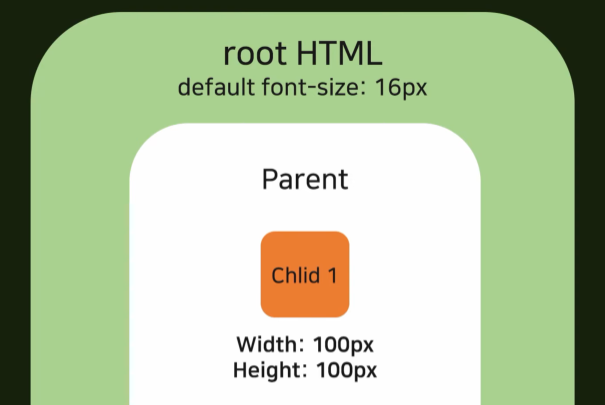 root HTML
default font-size: 16px
Parent
Chlid 1
Width: 100px
Height: 100px